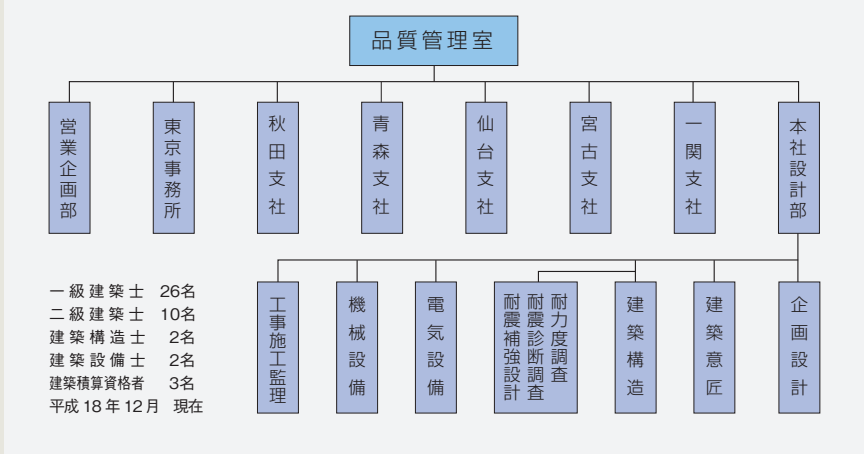 品質管理室
営業企画部
東京事務所
秋田支社
青森支社
仙台支社
宮古支社
一関支社
本社設計部
一級建築士 26名
二級建築士 10名
建築構造士 2名
建築設備士 2名
建築積算資格者 3名
平成18年12月 現在
工事施工監理
機械設備
電気設備
耐力度調査
耐震診断調査
耐震補強設計
建築構造
建築意匠
企画設計